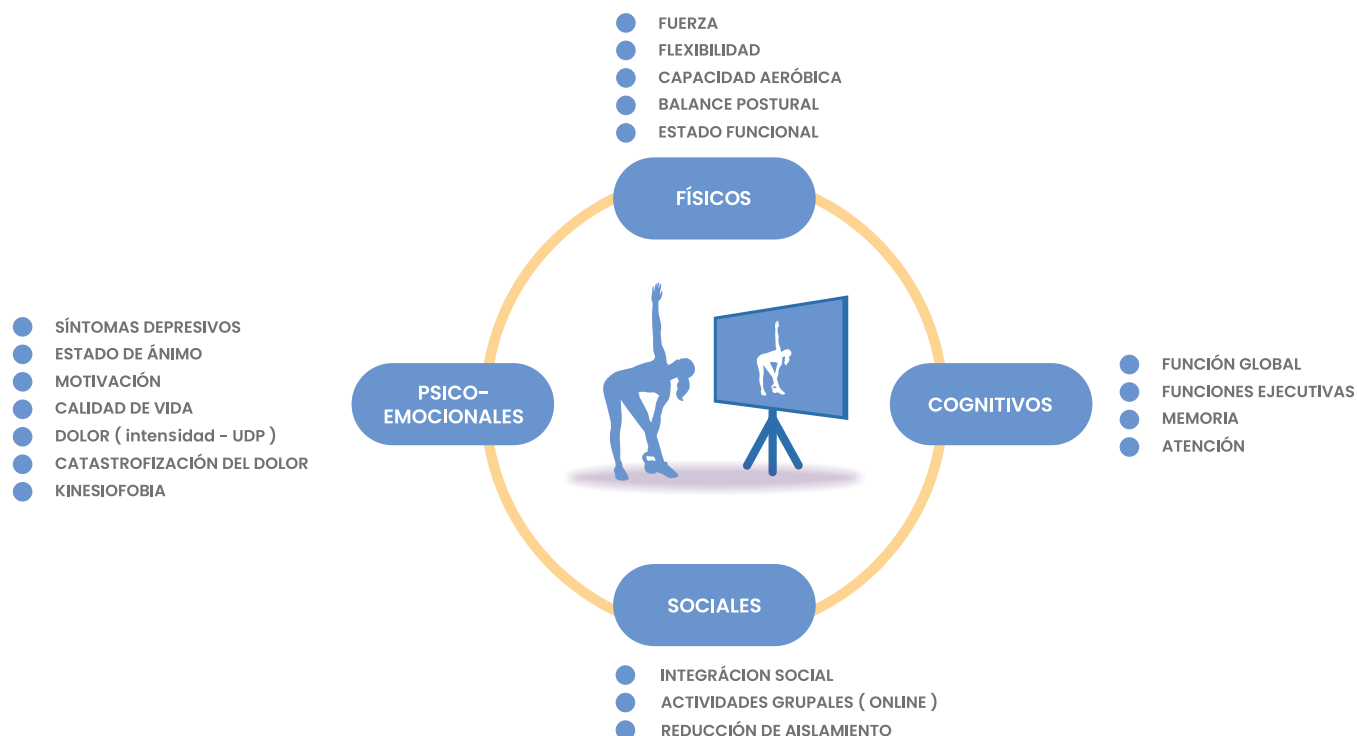 FUERZA
FLEXIBILIDAD
CAPACIDAD AERÓBICA
BALANCE POSTURAL
ESTADO FUNCIONAL
FÍSICOS
SÍNTOMAS DEPRESIVOS
ESTADO DE ÁNIMO
MOTIVACIÓN
CALIDAD DE VIDA
DOLOR ( intensidad - UDP )
CATASTROFIZACIÓN DEL DOLOR
KINESIOFOBIA
PSICO-
EMOCIONALES
COGNITIVOS
FUNCIÓN GLOBAL
FUNCIONES EJECUTIVAS
MEMORIA
ATENCIÓN
SOCIALES
INTEGRÁCION SOCIAL
ACTIVIDADES GRUPALES ( ONLINE )
REDUCCIÓN DE AISLAMIENTO